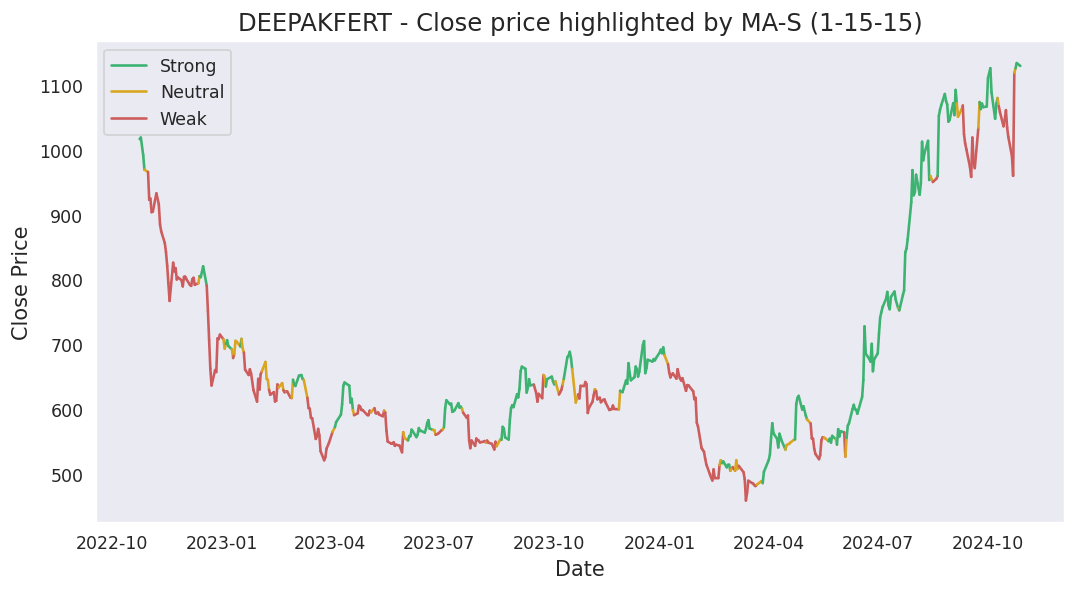 DEEPAKFERT - Close price highlighted by MA-S (1-15-15)
Strong
Neutral
Weak
1100
1000
900
800
700
600
500
Close Price
2022-10 2023-01 2023-04 2023-07 2023-10 2024-01 2024-04 2024-07 2024-10
Date